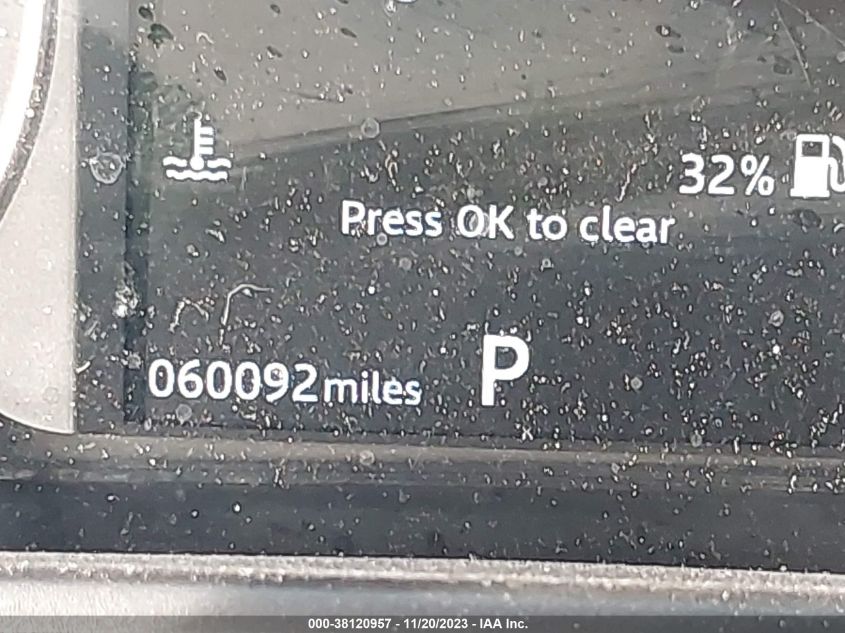 32%
Press OK to clear
060092miles P
000-38120957 - 11/20/2023 - IAA Inc.